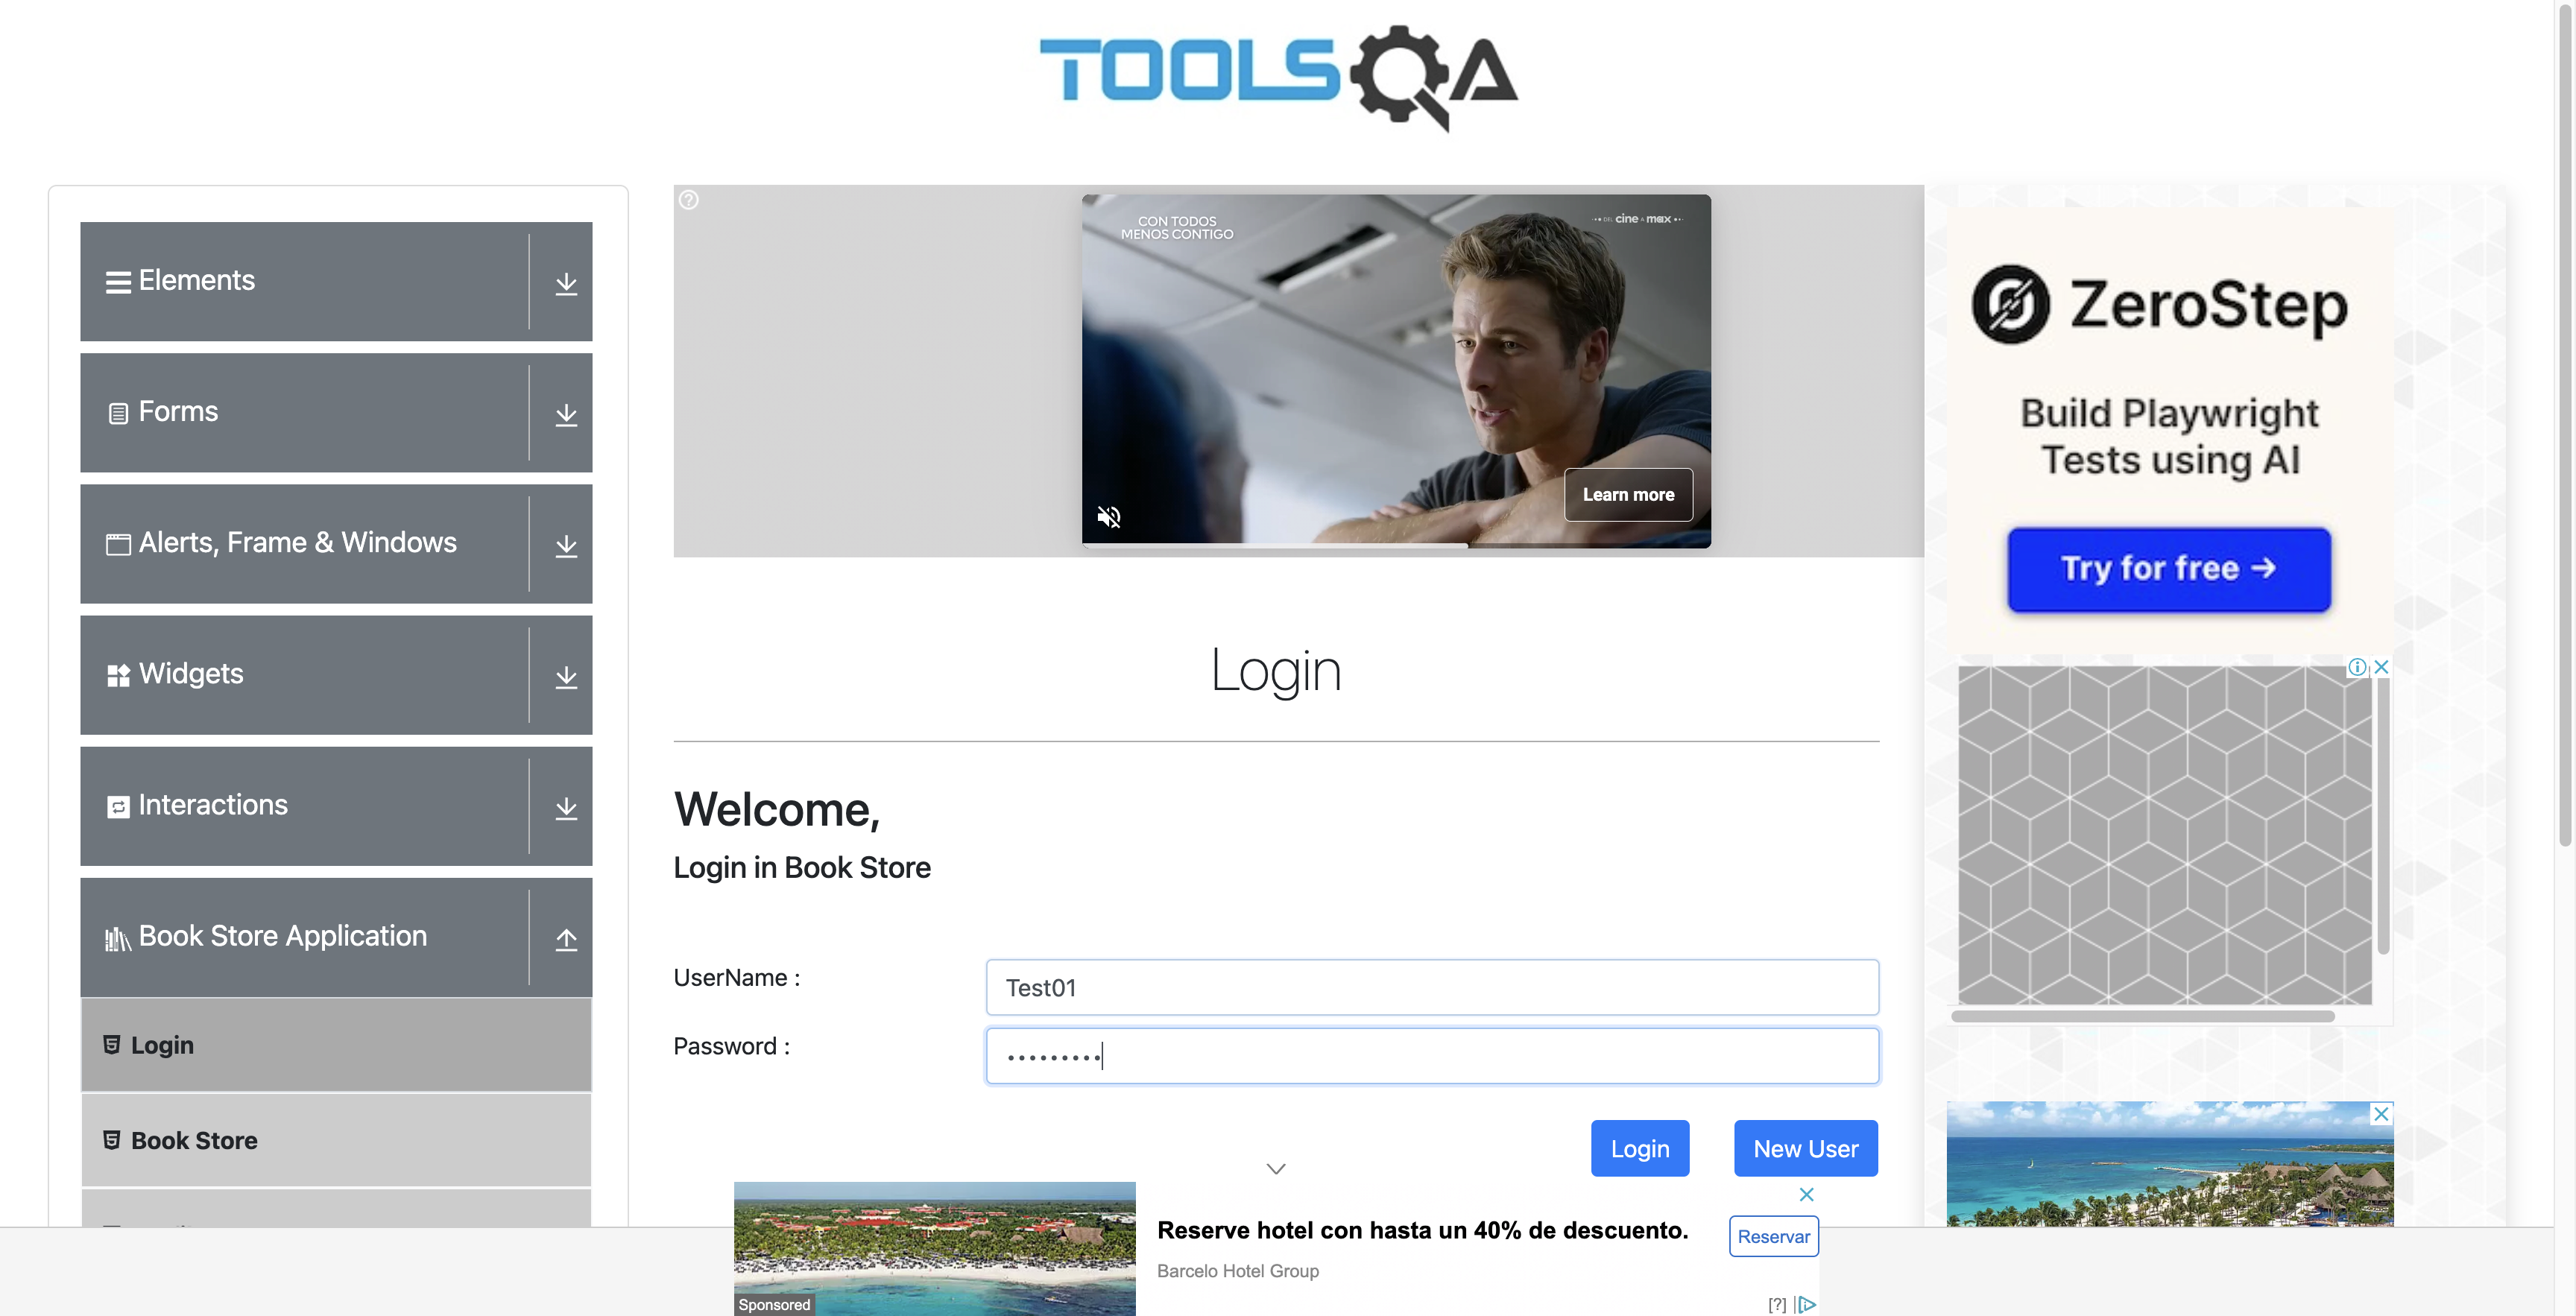 TOOLSQA
Elements
Forms
Alerts, Frame & Windows
Widgets
Interactions
Book Store Application
Login
Book Store
CON TODOS
MENOS CONTIGO
DEL cine A max
Learn more
Login
Welcome,
Login in Book Store
UserName :
Test01
Password :
Login
New User
ZeroStep
Build Playwright
Tests using AI
Try for free →
Reserve hotel con hasta un 40% de descuento.
Barcelo Hotel Group
Reservar
Sponsored
[?]